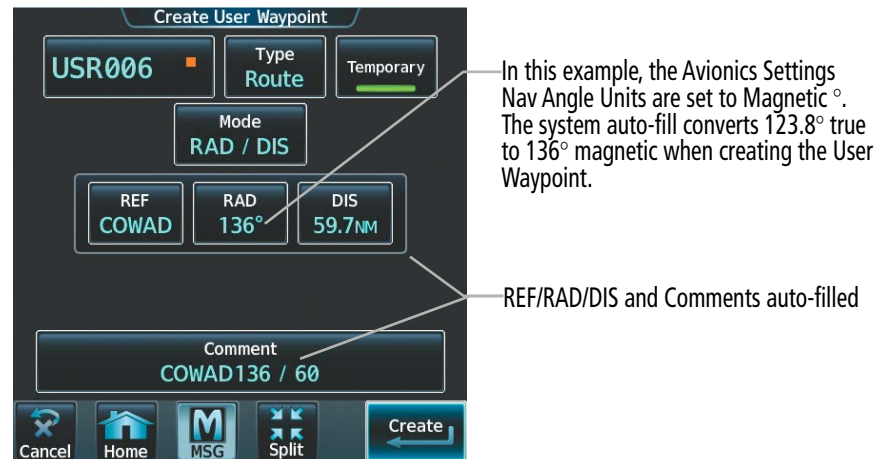 Create User Waypoint
USR006
Type
Route
Temporary
Mode
RAD / DIS
REF
COWAD
RAD
136°
DIS
59.7NM
Comment
COWAD136 / 60
Cancel
Home
M
MSG
Split
Create
In this example, the Avionics Settings
Nav Angle Units are set to Magnetic °.
The system auto-fill converts 123.8° true
to 136° magnetic when creating the User
Waypoint.
REF/RAD/DIS and Comments auto-filled